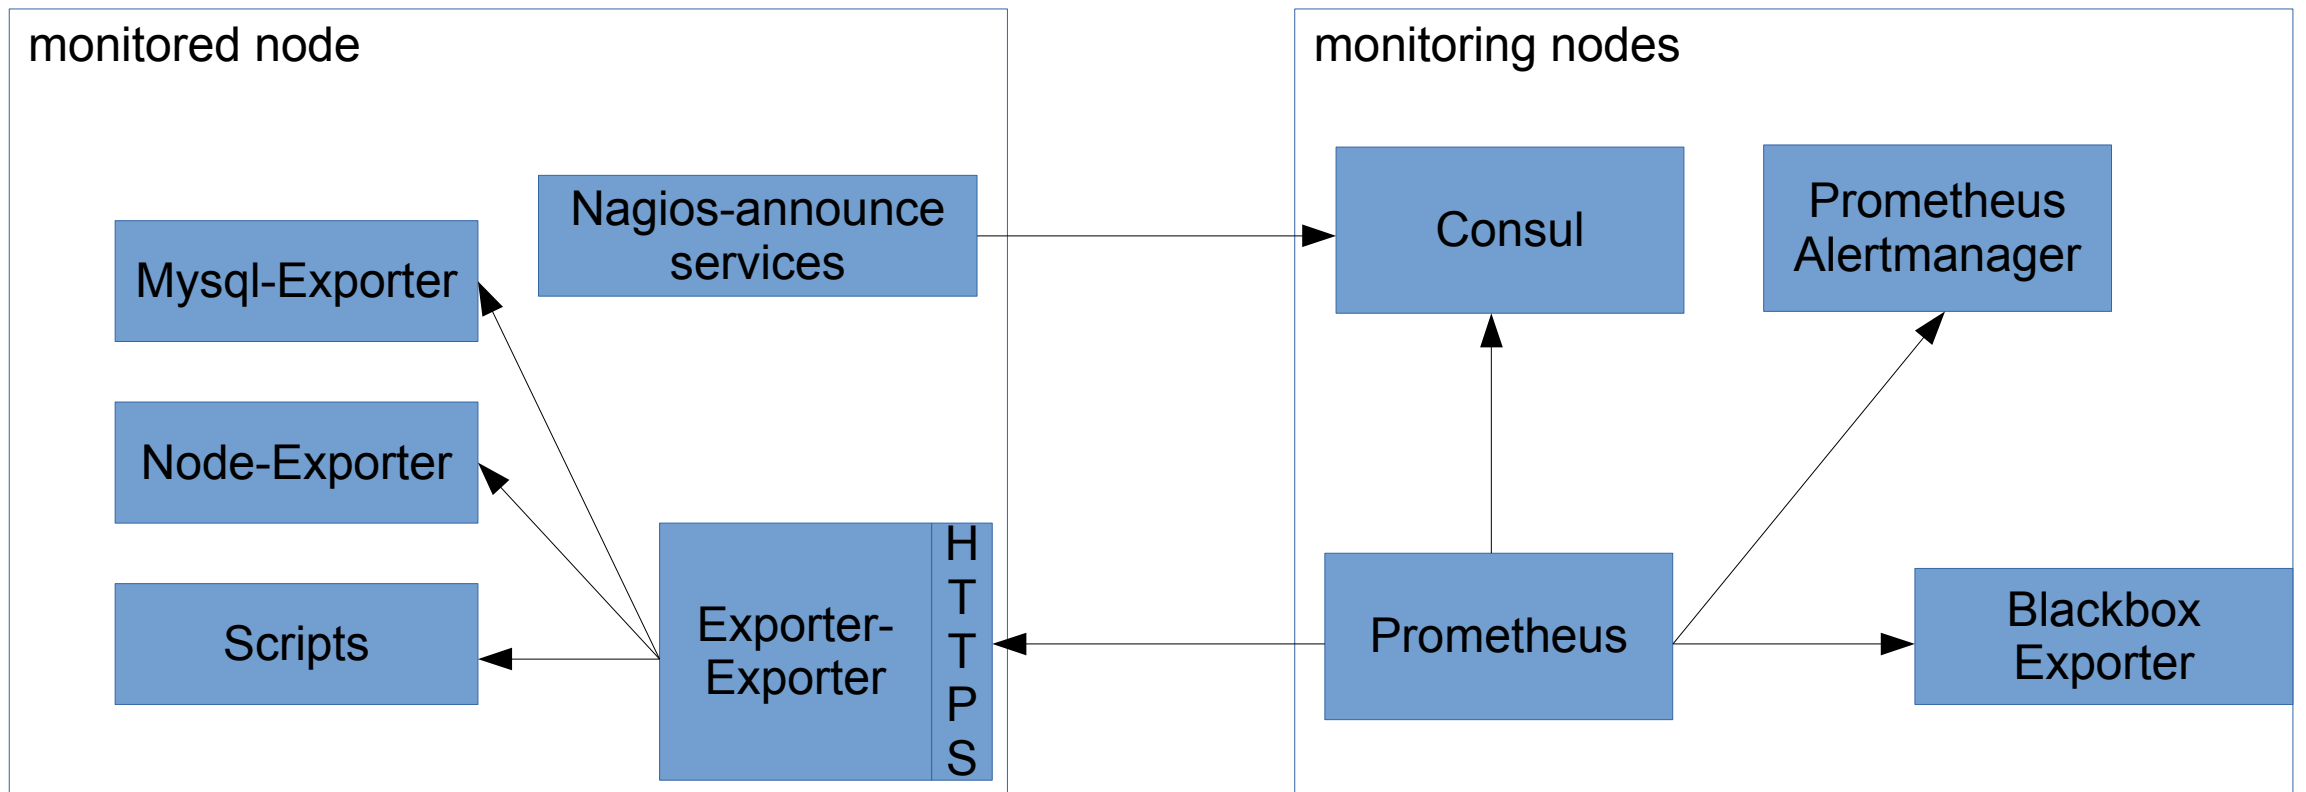 monitored node
Nagios-announce
services
Mysql-Exporter
Node-Exporter
Scripts
Exporter-
Exporter
H
T
T
P
S
monitoring nodes
Consul
Prometheus
Alertmanager
Prometheus
Blackbox
Exporter